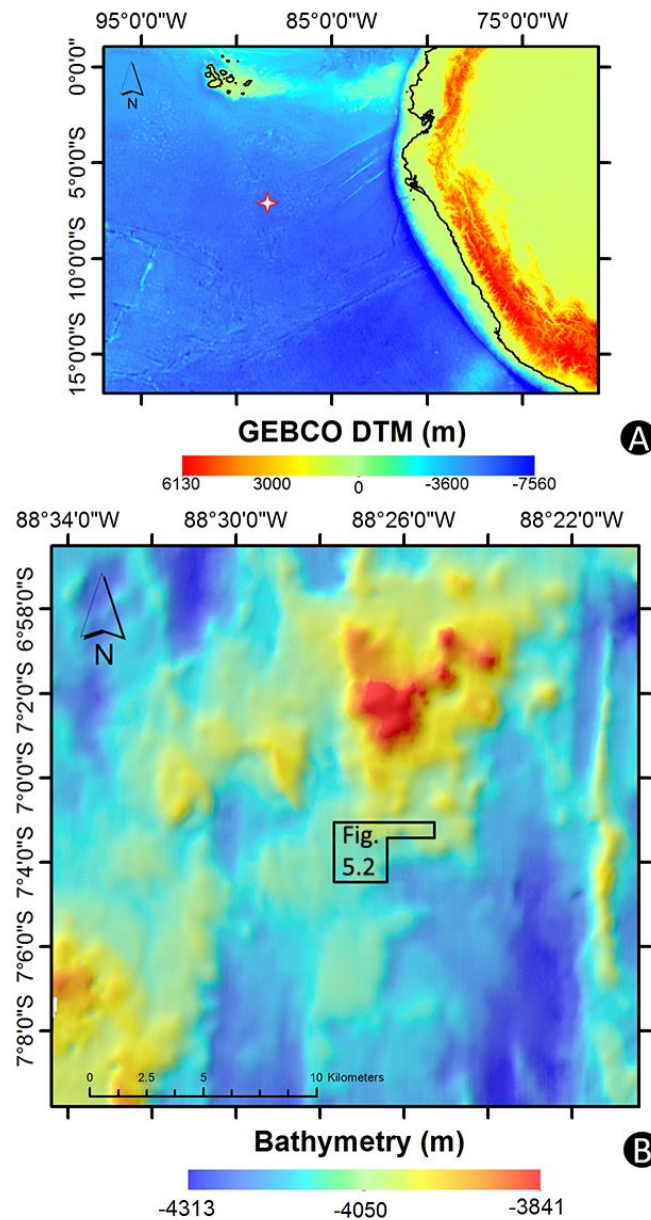 95°0'0"W 85°0'0"W 75°0'0"W
0°0'0"
5°0'0"S
10°0'0"S
15°0'0"S
N
GEBCO DTM (m)
A
6130 3000 0 -3600 -7560
88°34'0"W 88°30'0"W 88°26'0"W 88°22'0"W
6°58'0"S
7°2'0"S
7°0'0"S
7°4'0"S
7°6'0"S
7°8'0"S
N
Fig.
5.2
0 2.5 5 10 Kilometers
Bathymetry (m)
B
-4313 -4050 -3841